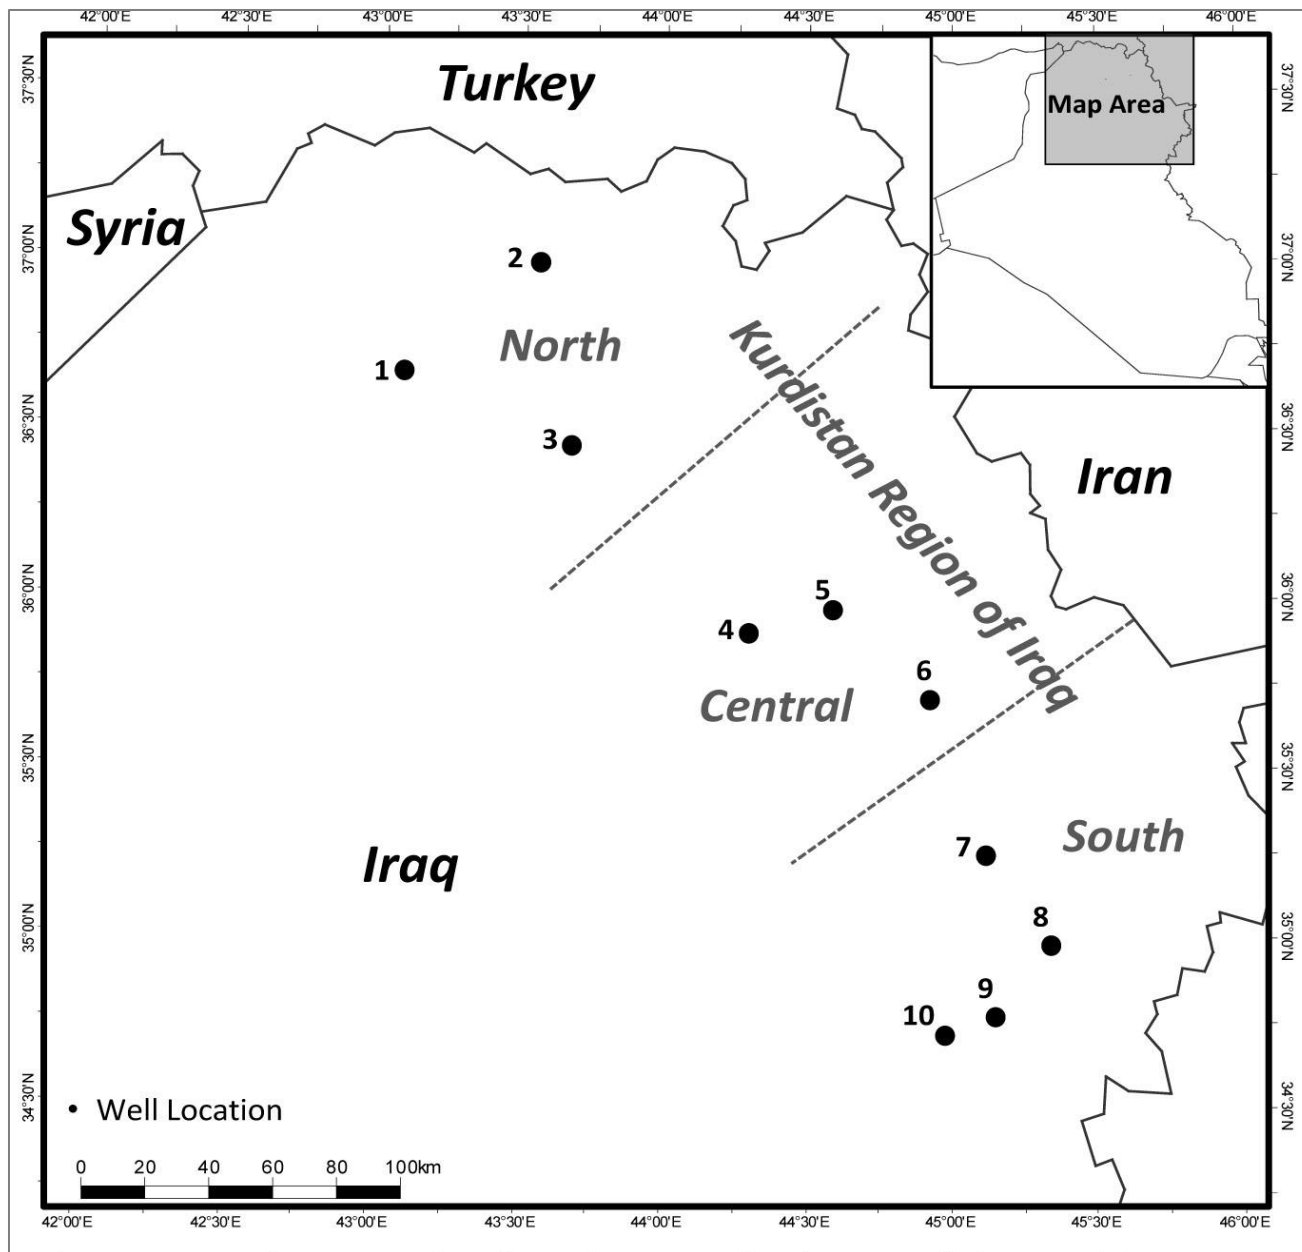 42°00'E 42°30'E 43°00'E 43°30'E 44°00'E 44°30'E 45°00'E 45°30'E 46°00'E
37°30'N
37°30'N
Turkey
Map Area
Syria
37°00'N
37°00'N
2
North
1
Kurdistan Region of Iraq
36°30'N
36°30'N
3
Iran
36°00'N
36°00'N
5
4
6
Central
35°30'N
35°30'N
South
7
Iraq
35°00'N
35°00'N
8
9
10
34°30'N
34°30'N
Well Location
0 20 40 60 80 100km
42°00'E 42°30'E 43°00'E 43°30'E 44°00'E 44°30'E 45°00'E 45°30'E 46°00'E